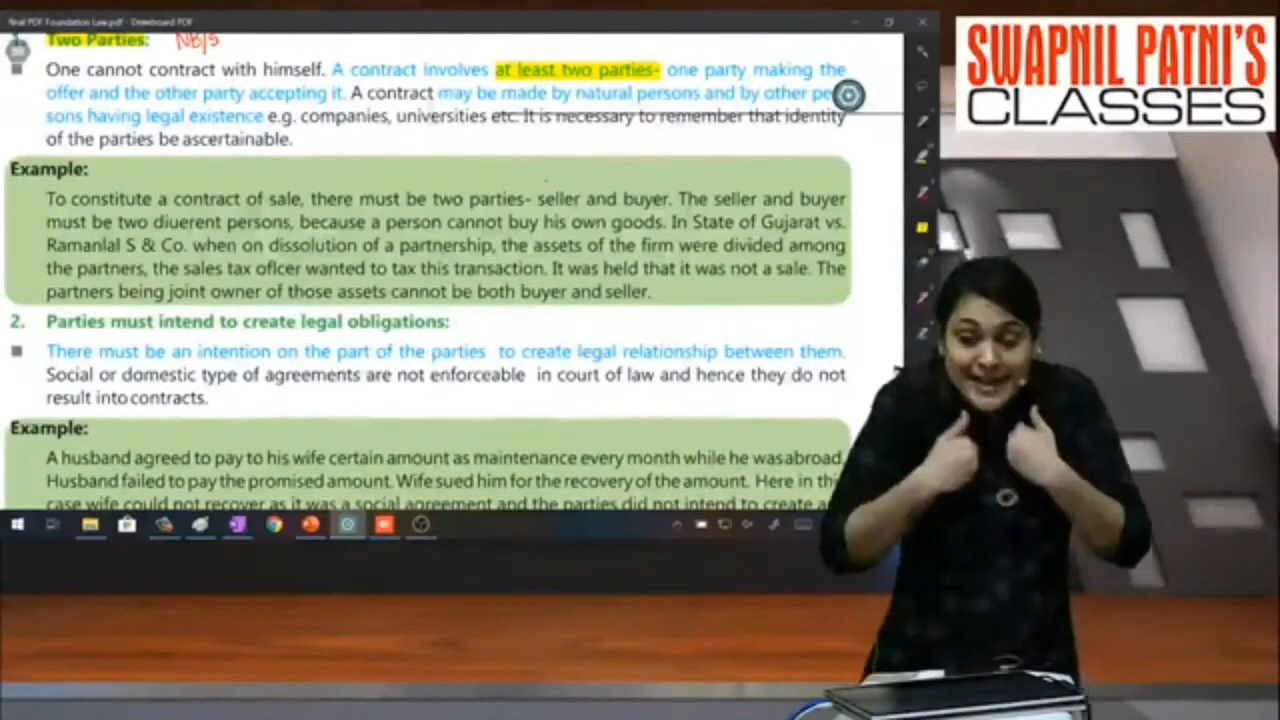 final PDF Foundation Law.pdf - Drawboard PDF
Two Parties: NB/S
One cannot contract with himself. A contract involves at least two parties- one party making the
offer and the other party accepting it. A contract may be made by natural persons and by other per
sons having legal existence e.g. companies, universities etc. It is necessary to remember that identity
of the parties be ascertainable.
Example:
To constitute a contract of sale, there must be two parties- seller and buyer. The seller and buyer
must be two diuerent persons, because a person cannot buy his own goods. In State of Gujarat vs.
Ramanlal S & Co. when on dissolution of a partnership, the assets of the firm were divided among
the partners, the sales tax oflcer wanted to tax this transaction. It was held that it was not a sale. The
partners being joint owner of those assets cannot be both buyer and seller.
2. Parties must intend to create legal obligations:
There must be an intention on the part of the parties to create legal relationship between them.
Social or domestic type of agreements are not enforceable in court of law and hence they do not
result into contracts.
Example:
A husband agreed to pay to his wife certain amount as maintenance every month while he was abroad.
Husband failed to pay the promised amount. Wife sued him for the recovery of the amount. Here in thi
case wife could not recover as it was a social agreement and the parties did not intend to create a
SWAPNIL PATNI'S
CLASSES